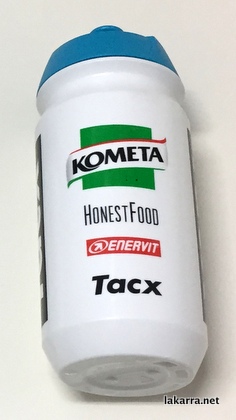 KOMETA
HONESTFOOD
ENERVIT
Tacx
lakarra.net